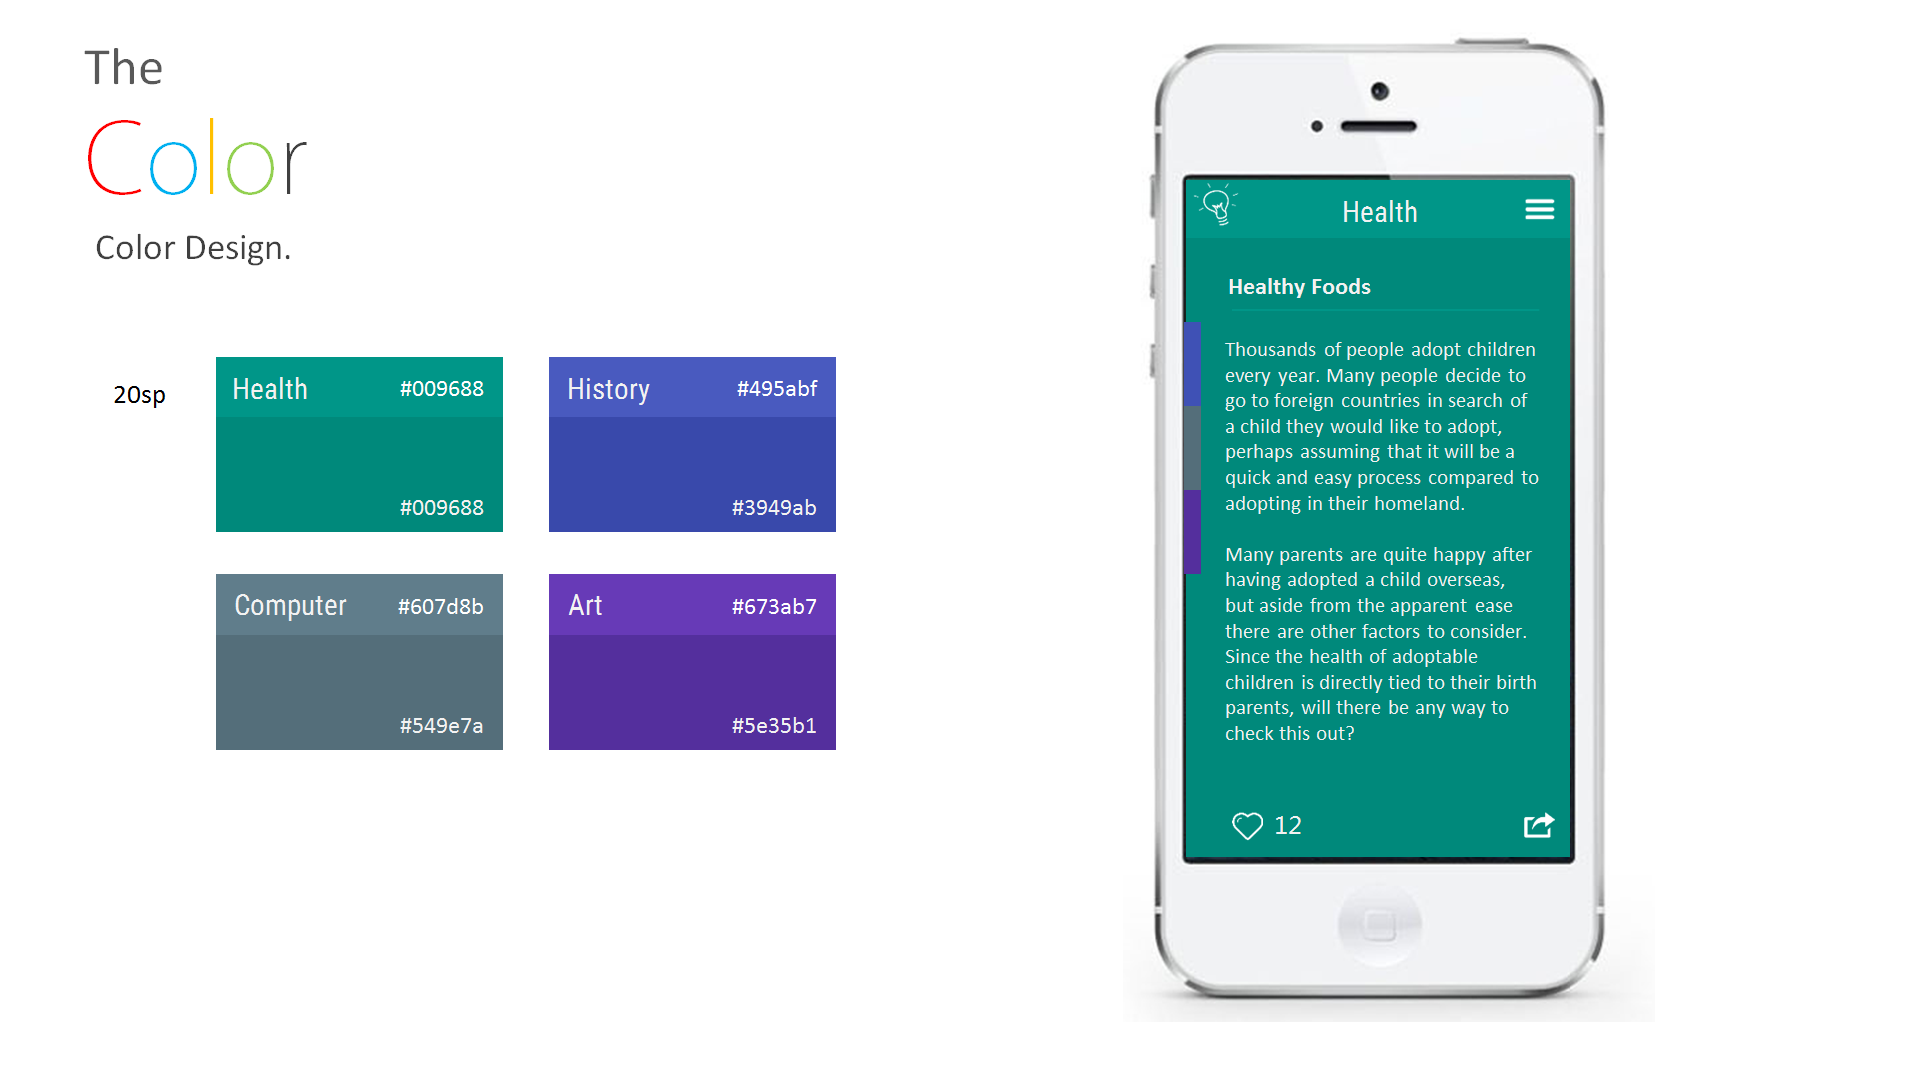 The
Color
Color Design.
20sp
Health #009688
#009688
History #495abf
#3949ab
Computer #607d8b
#549e7a
Art #673ab7
#5e35b1
Health
Healthy Foods
Thousands of people adopt children
every year. Many people decide to
go to foreign countries in search of
a child they would like to adopt,
perhaps assuming that it will be a
quick and easy process compared to
adopting in their homeland.
Many parents are quite happy after
having adopted a child overseas,
but aside from the apparent ease
there are other factors to consider.
Since the health of adoptable
children is directly tied to their birth
parents, will there be any way to
check this out?
12